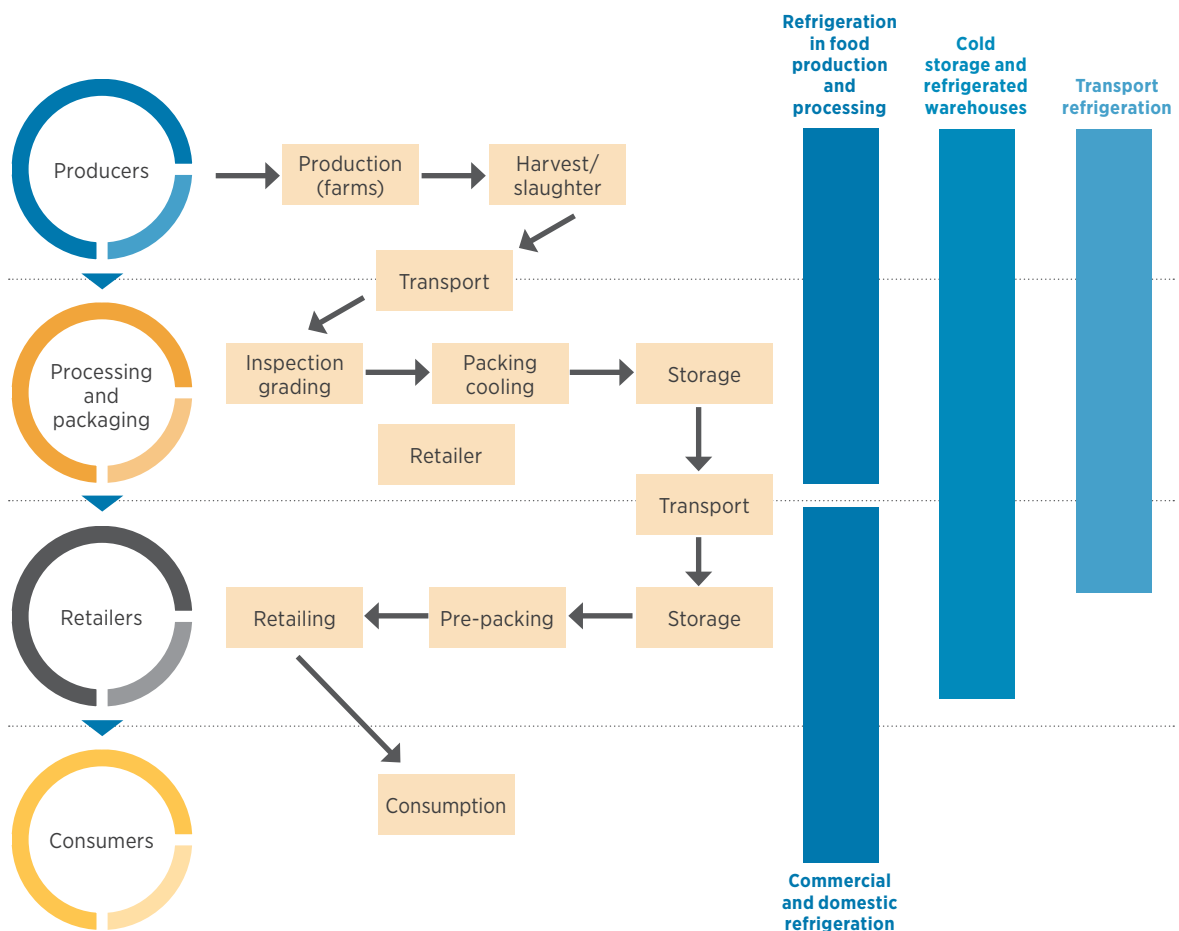 Refrigeration
in food
production
and
processing
Cold
storage and
refrigerated
warehouses
Transport
refrigeration
Producers
Production
(farms)
Harvest/
slaughter
Transport
Processing
and
packaging
Inspection
grading
Packing
cooling
Storage
Retailer
Transport
Retailers
Retailing
Pre-packing
Storage
Consumers
Consumption
Commercial
and domestic
refrigeration